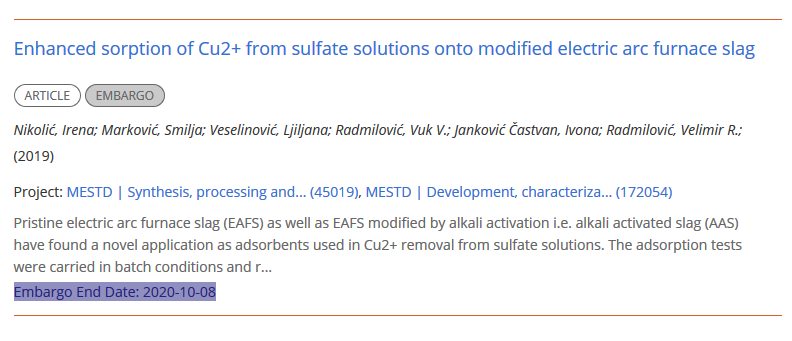 Enhanced sorption of Cu2+ from sulfate solutions onto modified electric arc furnace slag
ARTICLE EMBARGO
Nikolić, Irena; Marković, Smilja; Veselinović, Ljiljana; Radmilović, Vuk V.; Janković Častvan, Ivona; Radmilović, Velimir R.;
(2019)
Project: MESTD | Synthesis, processing and... (45019), MESTD | Development, characteriza... (172054)
Pristine electric arc furnace slag (EAFS) as well as EAFS modified by alkali activation i.e. alkali activated slag (AAS)
have found a novel application as adsorbents used in Cu2+ removal from sulfate solutions. The adsorption tests
were carried in batch conditions and r...
Embargo End Date: 2020-10-08